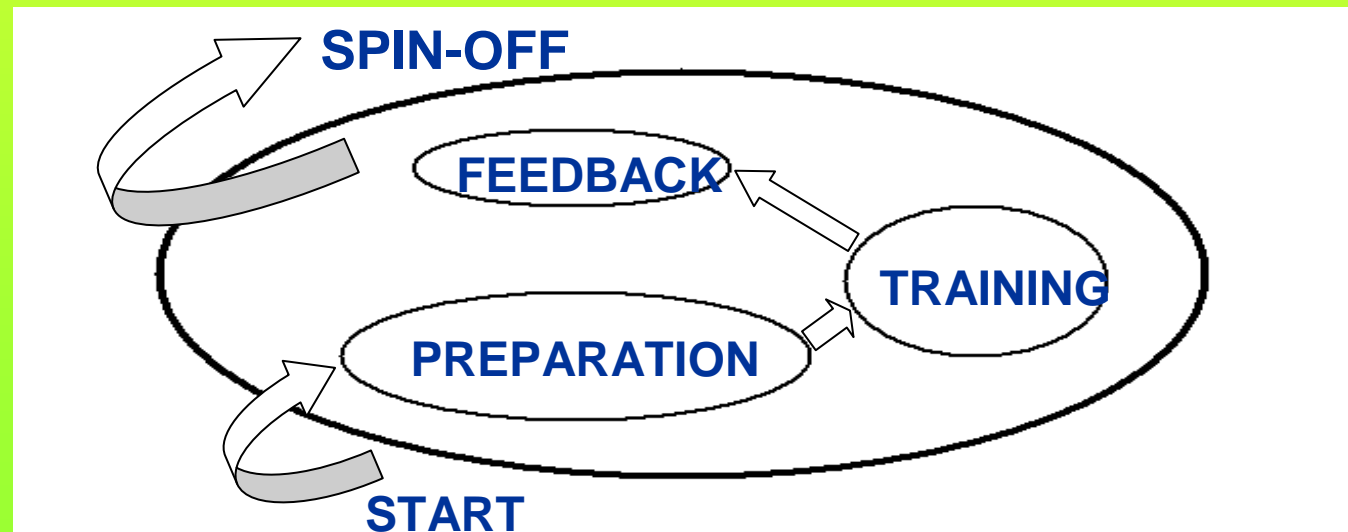 SPIN-OFF
FEEDBACK
TRAINING
PREPARATION
START